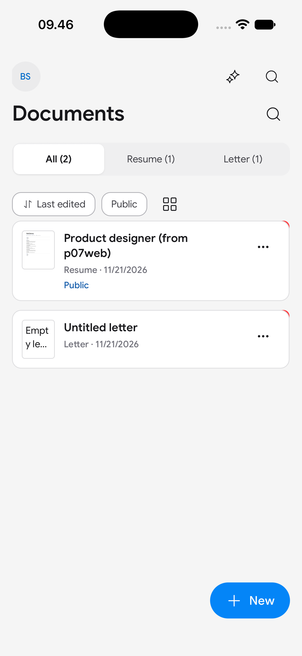 09.46
BS
Documents
All (2)
Resume (1)
Letter (1)
Last edited
Public
Product designer (from
p07web)
Resume · 11/21/2026
Public
Empt
y le...
Untitled letter
Letter · 11/21/2026
New